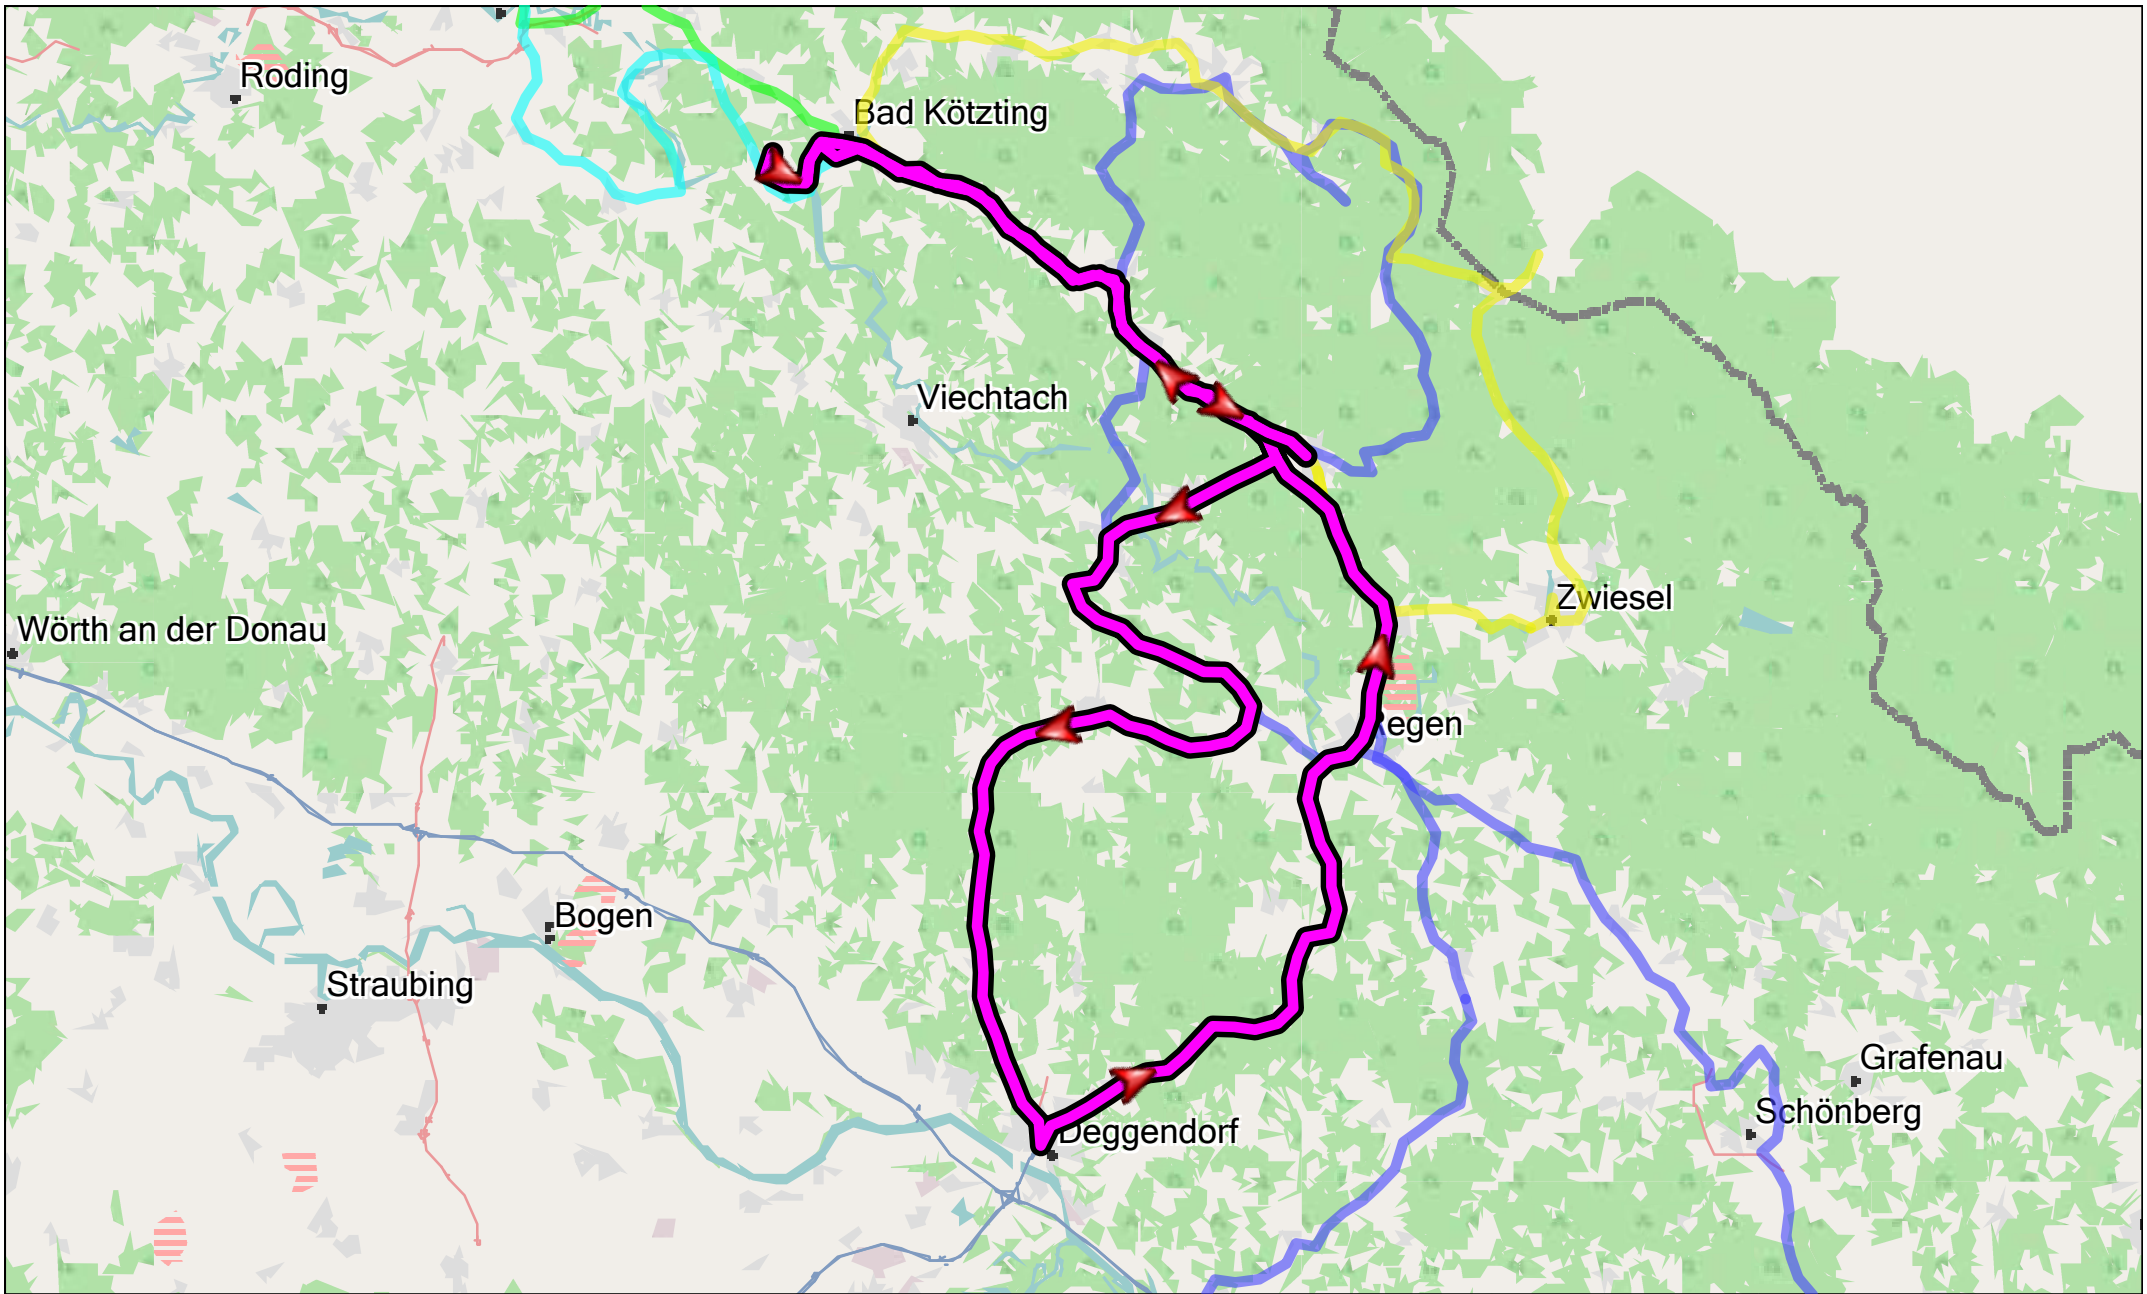 Roding
Bad Kötzting
Viechtach
Zwiesel
Wörth an der Donau
egen
Bogen
Straubing
Grafenau
Schönberg
Deggendorf